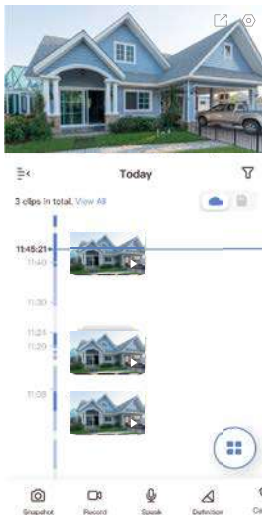 Today
3 clips in total. View All
11:45:21
11:40
11:30
11:24
11:20
11:08
Snapshot Record Speak Definition